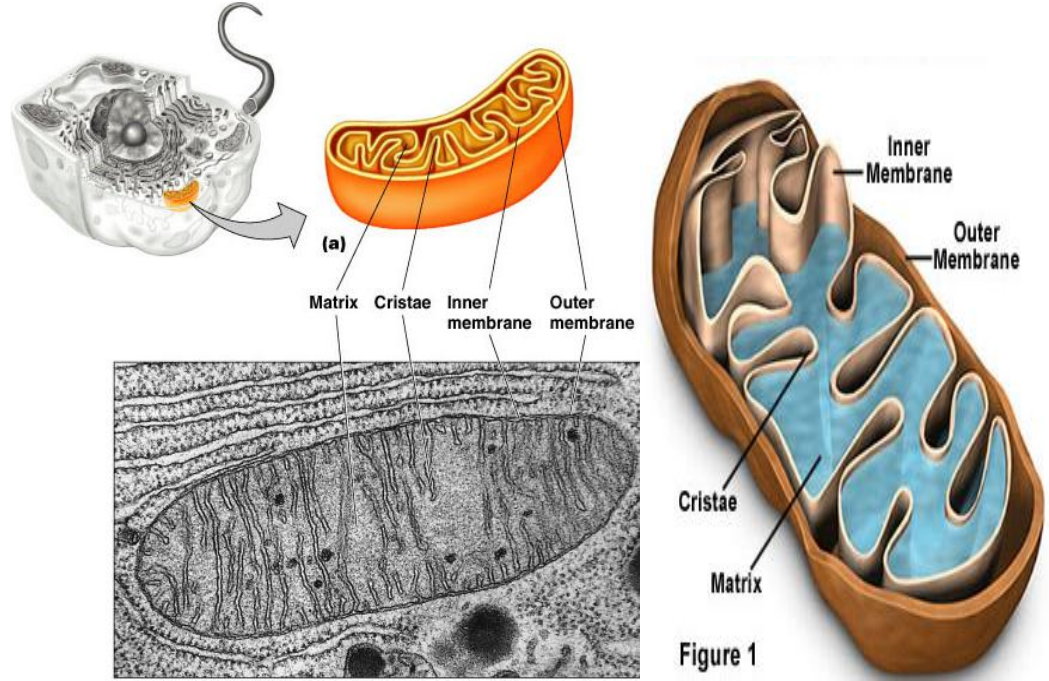 (a)
Matrix Cristae Inner Outer
membrane membrane
Inner
Membrane
Outer
Membrane
Cristae
Matrix
Figure 1